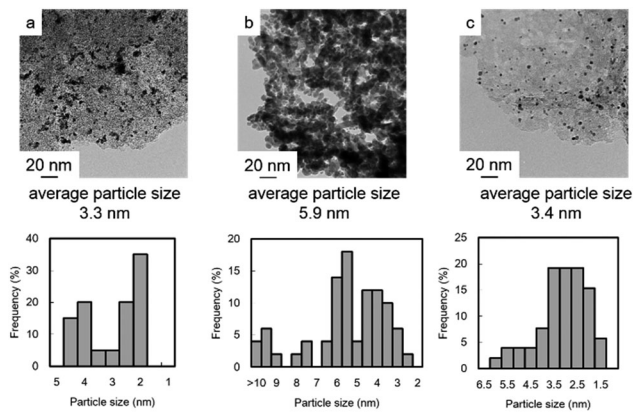 a
20 nm
average particle size
3.3 nm
b
20 nm
average particle size
5.9 nm
c
20 nm
average particle size
3.4 nm
Frequency (%)
40
30
20
10
0
5 4 3 2 1
Particle size (nm)
Frequency (%)
20
15
10
5
0
>10 9 8 7 6 5 4 3 2
Particle size (nm)
Frequency (%)
25
20
15
10
5
0
6.5 5.5 4.5 3.5 2.5 1.5
Particle size (nm)